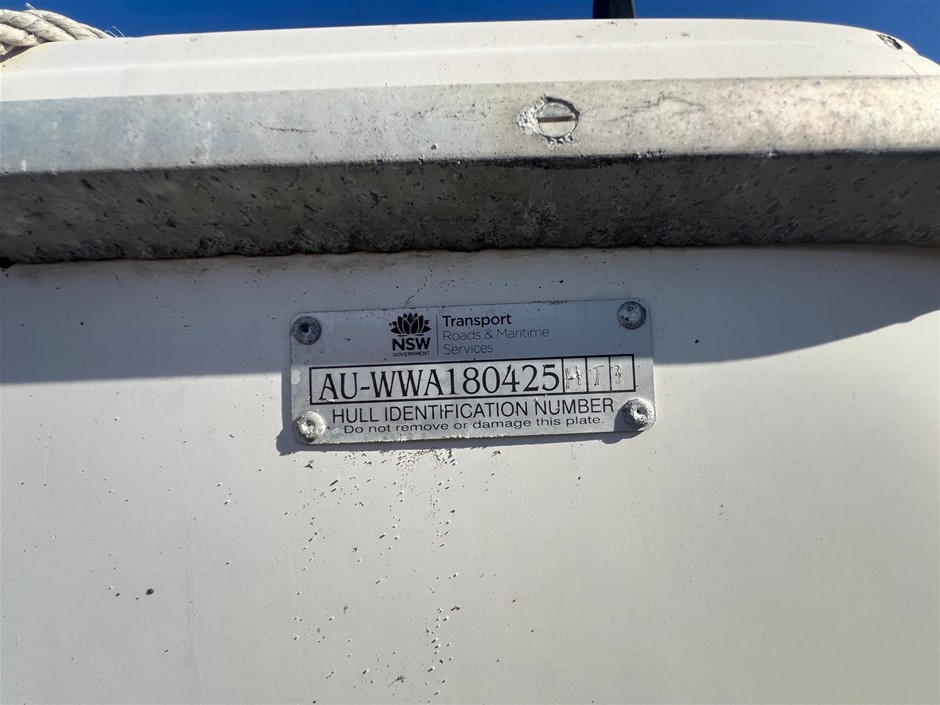 NSW
GOVERNMENT
Transport
Roads & Maritime
Services
AU-WWA180425
HULL IDENTIFICATION NUMBER
Do not remove or damage this plate.